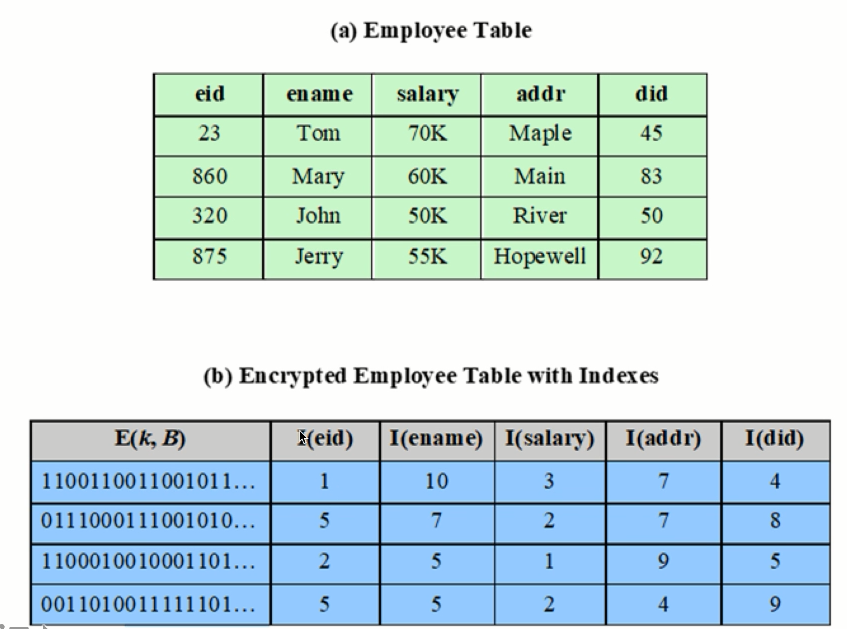 (a) Employee Table
eid ename salary addr did
23 Tom 70K Maple 45
860 Mary 60K Main 83
320 John 50K River 50
875 Jerry 55K Hopewell 92
(b) Encrypted Employee Table with Indexes
E(k, B) I(eid) I(ename) I(salary) I(addr) I(did)
1100110011001011... 1 10 3 7 4
0111000111001010... 5 7 2 7 8
1100010010001101... 2 5 1 9 5
0011010011111101... 5 5 2 4 9